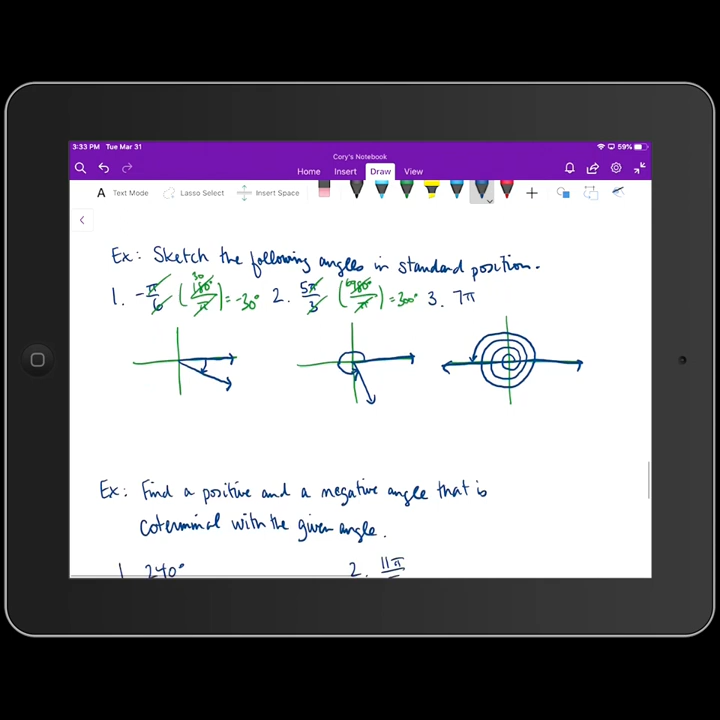 3:33 PM Tue Mar 31 59%
Cory's Notebook
Home Insert Draw View
A Text Mode Lasso Select Insert Space
Ex: Sketch the following angles in standard position.
1. -π/6 (180°/π) = -30° 2. 5π/3 (180°/π) = 300° 3. 7π
30 60
Ex: Find a positive and a negative angle that is
coterminal with the given angle.
1. 240° 2. 11π